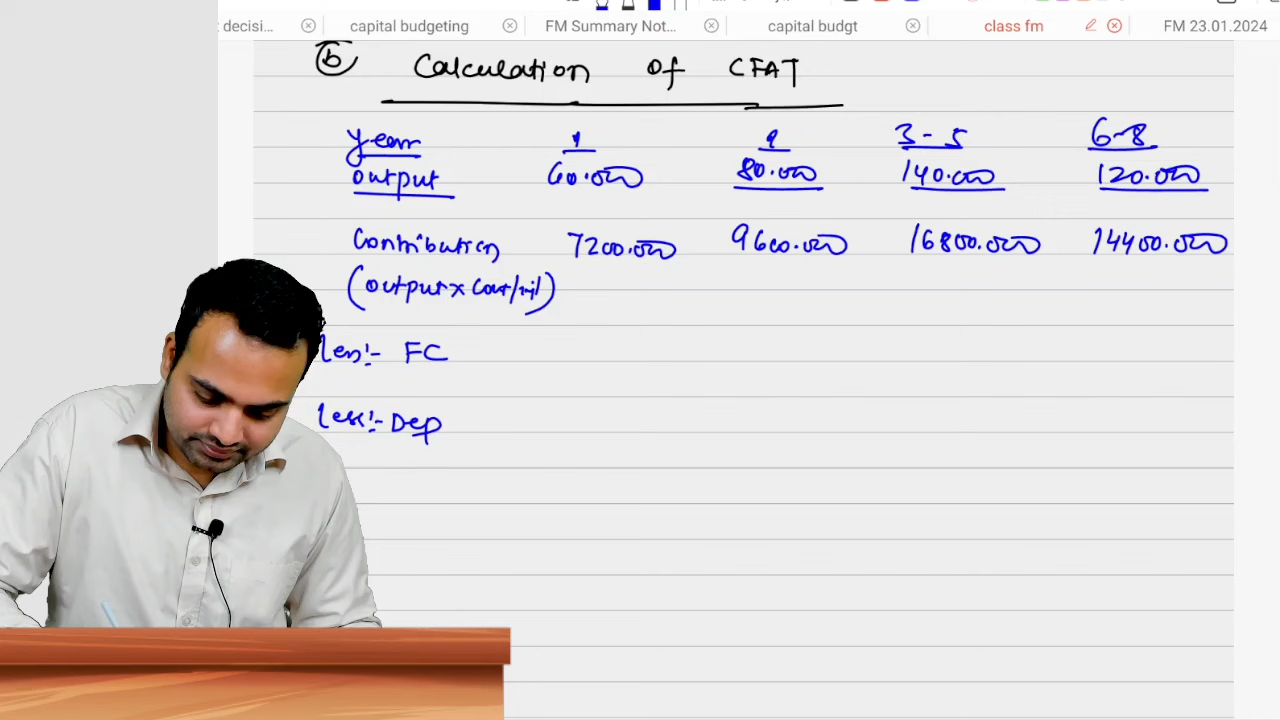 t decisi... capital budgeting FM Summary Not... capital budgt class fm FM 23.01.2024
(b) Calculation of CFAT
Year 1 2 3-5 6-8
output 60.000 80.000 140.000 120.000
Contribution 7200.000 9600.000 16800.000 14400.000
(output x Cont/unit)
Less:- FC
Less:- Dep